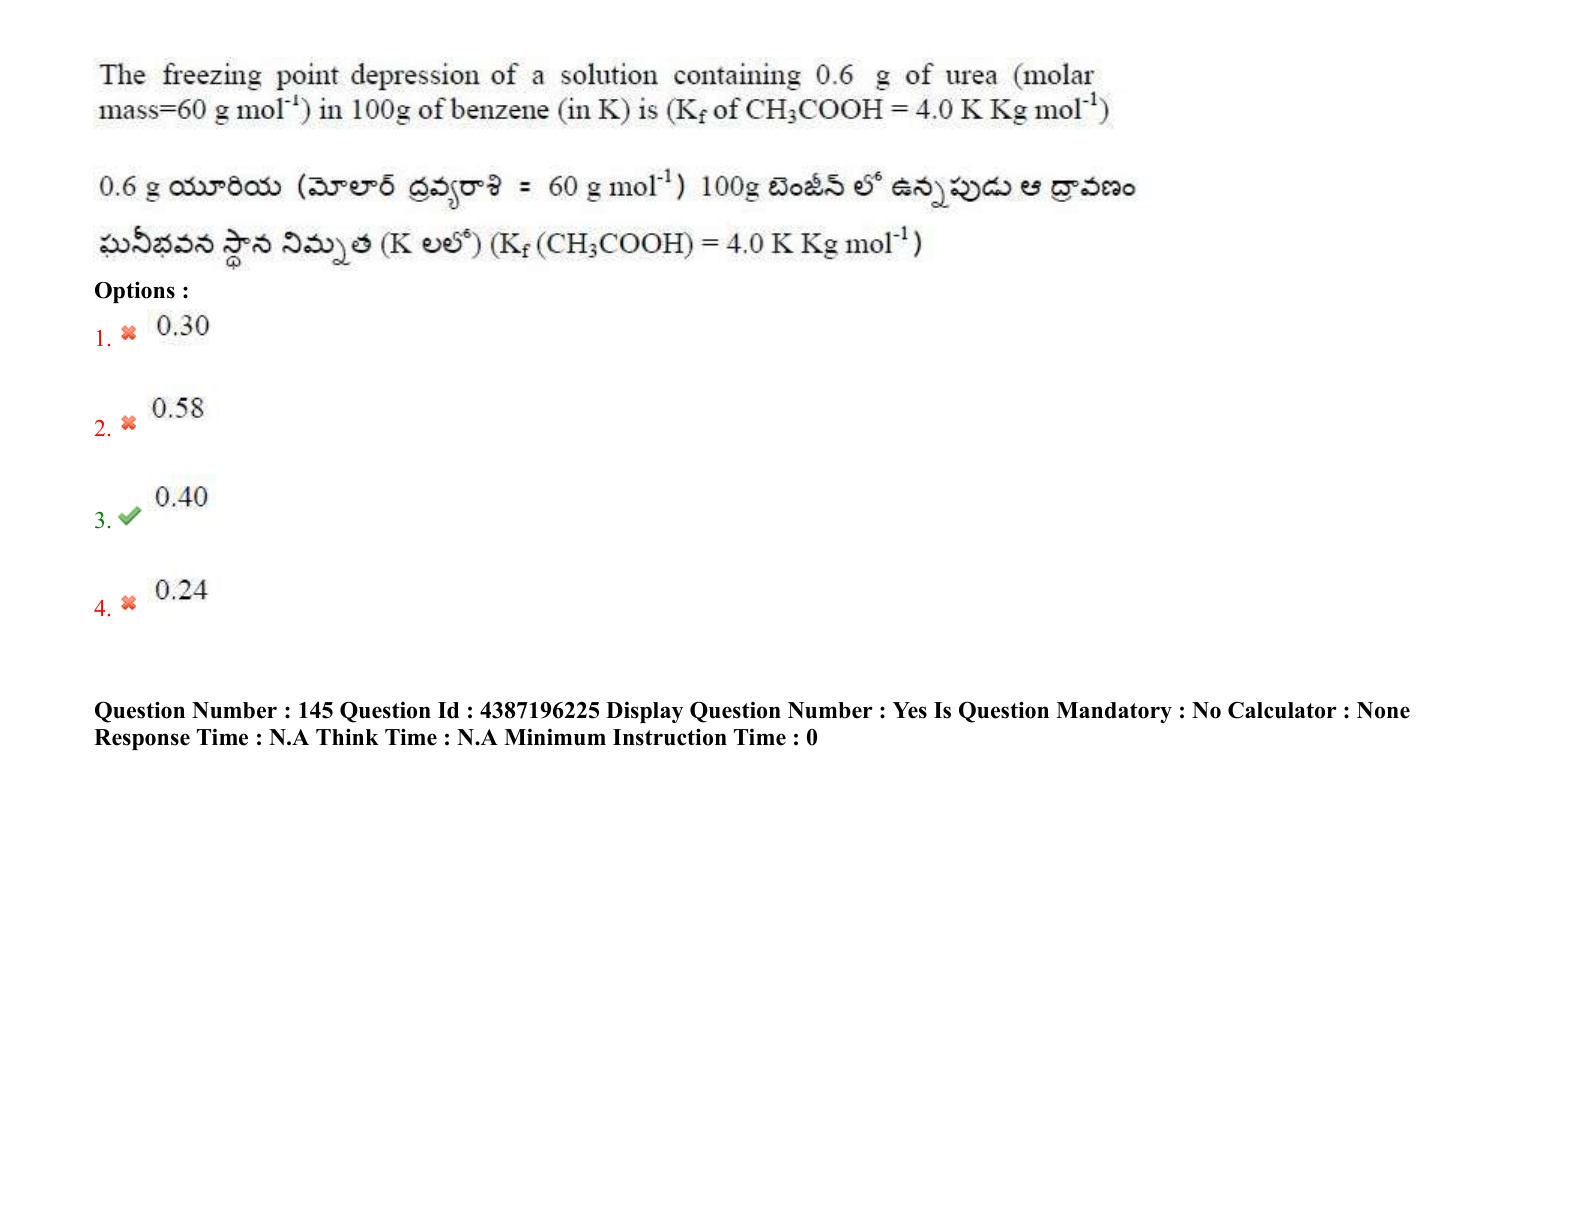 The freezing point depression of a solution containing 0.6 g of urea (molar
mass=60 g mol⁻¹) in 100g of benzene (in K) is (K_f of CH₃COOH = 4.0 K Kg mol⁻¹)
0.6 g యూరియ (మోలార్ ద్రవ్యరాశి = 60 g mol⁻¹) 100g బెంజీన్ లో ఉన్నపుడు ఆ ద్రావణం
ఘనీభవన స్థాన నిమ్నత (K లలో) (K_f (CH₃COOH) = 4.0 K Kg mol⁻¹)
Options :
1. 0.30
2. 0.58
3. 0.40
4. 0.24
Question Number : 145 Question Id : 4387196225 Display Question Number : Yes Is Question Mandatory : No Calculator : None
Response Time : N.A Think Time : N.A Minimum Instruction Time : 0